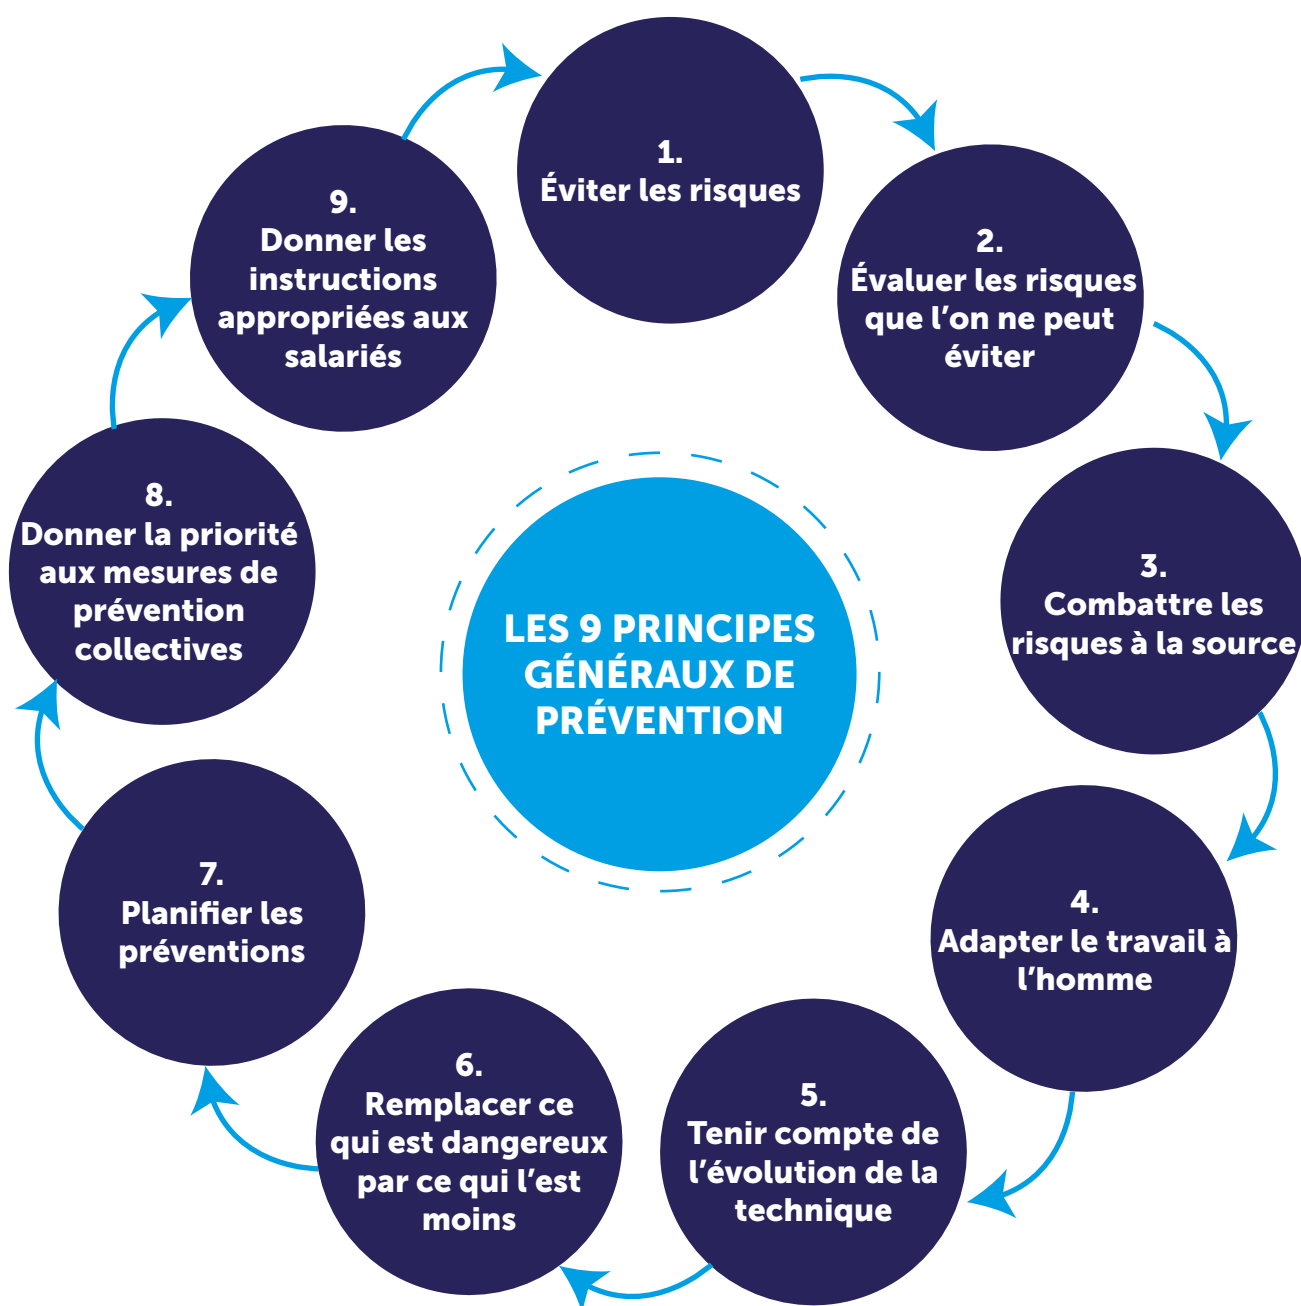 1.
Éviter les risques
2.
Évaluer les risques
que l'on ne peut
éviter
3.
Combattre les
risques à la source
4.
Adapter le travail à
l'homme
5.
Tenir compte de
l'évolution de la
technique
6.
Remplacer ce
qui est dangereux
par ce qui l'est
moins
7.
Planifier les
préventions
8.
Donner la priorité
aux mesures de
prévention
collectives
9.
Donner les
instructions
appropriées aux
salariés
LES 9 PRINCIPES
GÉNÉRAUX DE
PRÉVENTION